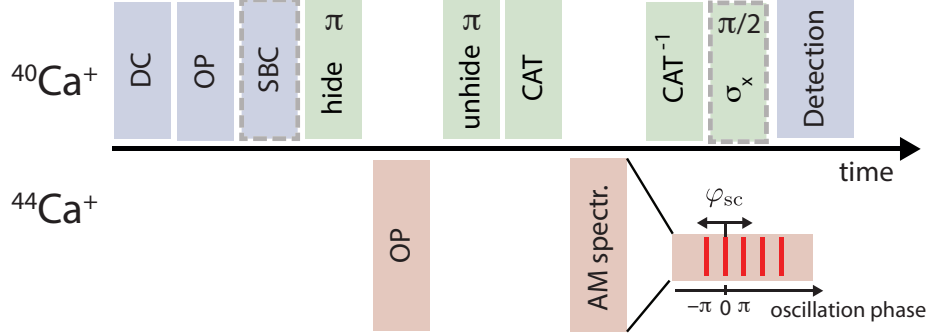 ⁴⁰Ca⁺
DC
OP
SBC
hide π
unhide π
CAT
CAT⁻¹
π/2
σₓ
Detection
time
⁴⁴Ca⁺
OP
AM spectr.
φsc
−π 0 π
oscillation phase